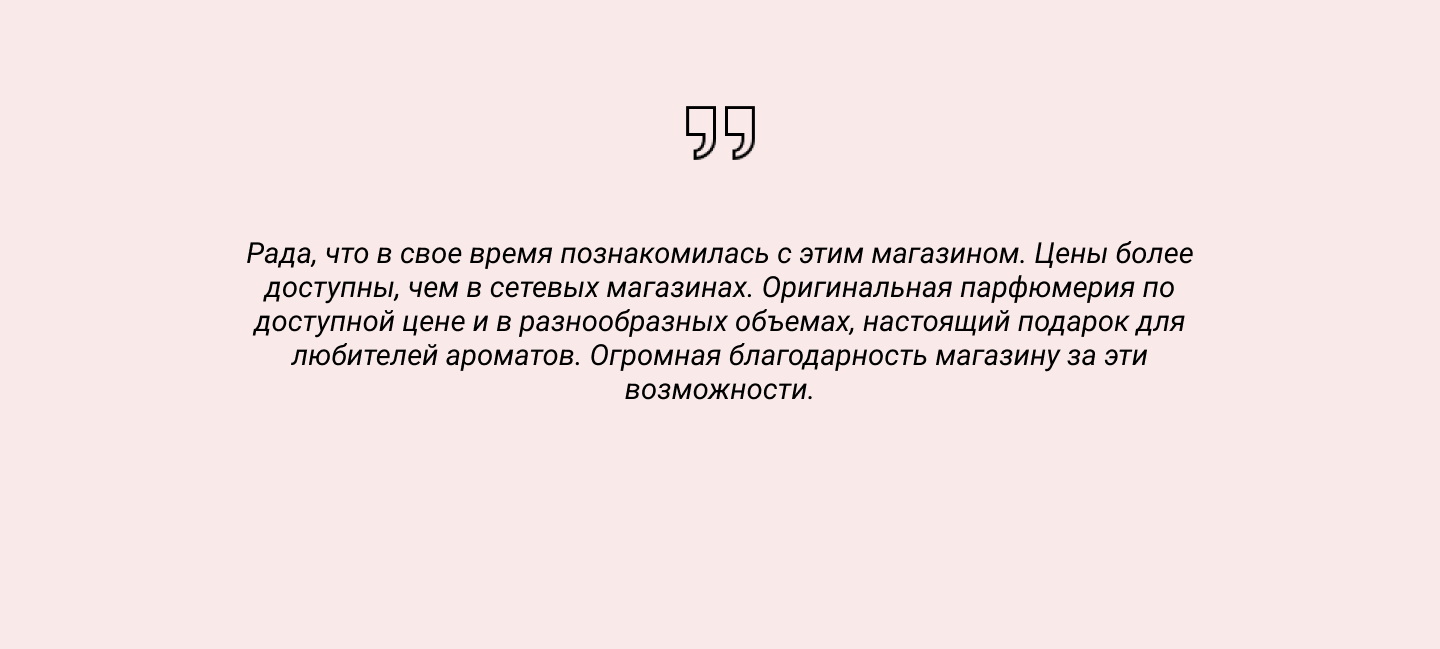 Рада, что в свое время познакомилась с этим магазином. Цены более
доступны, чем в сетевых магазинах. Оригинальная парфюмерия по
доступной цене и в разнообразных объемах, настоящий подарок для
любителей ароматов. Огромная благодарность магазину за эти
возможности.